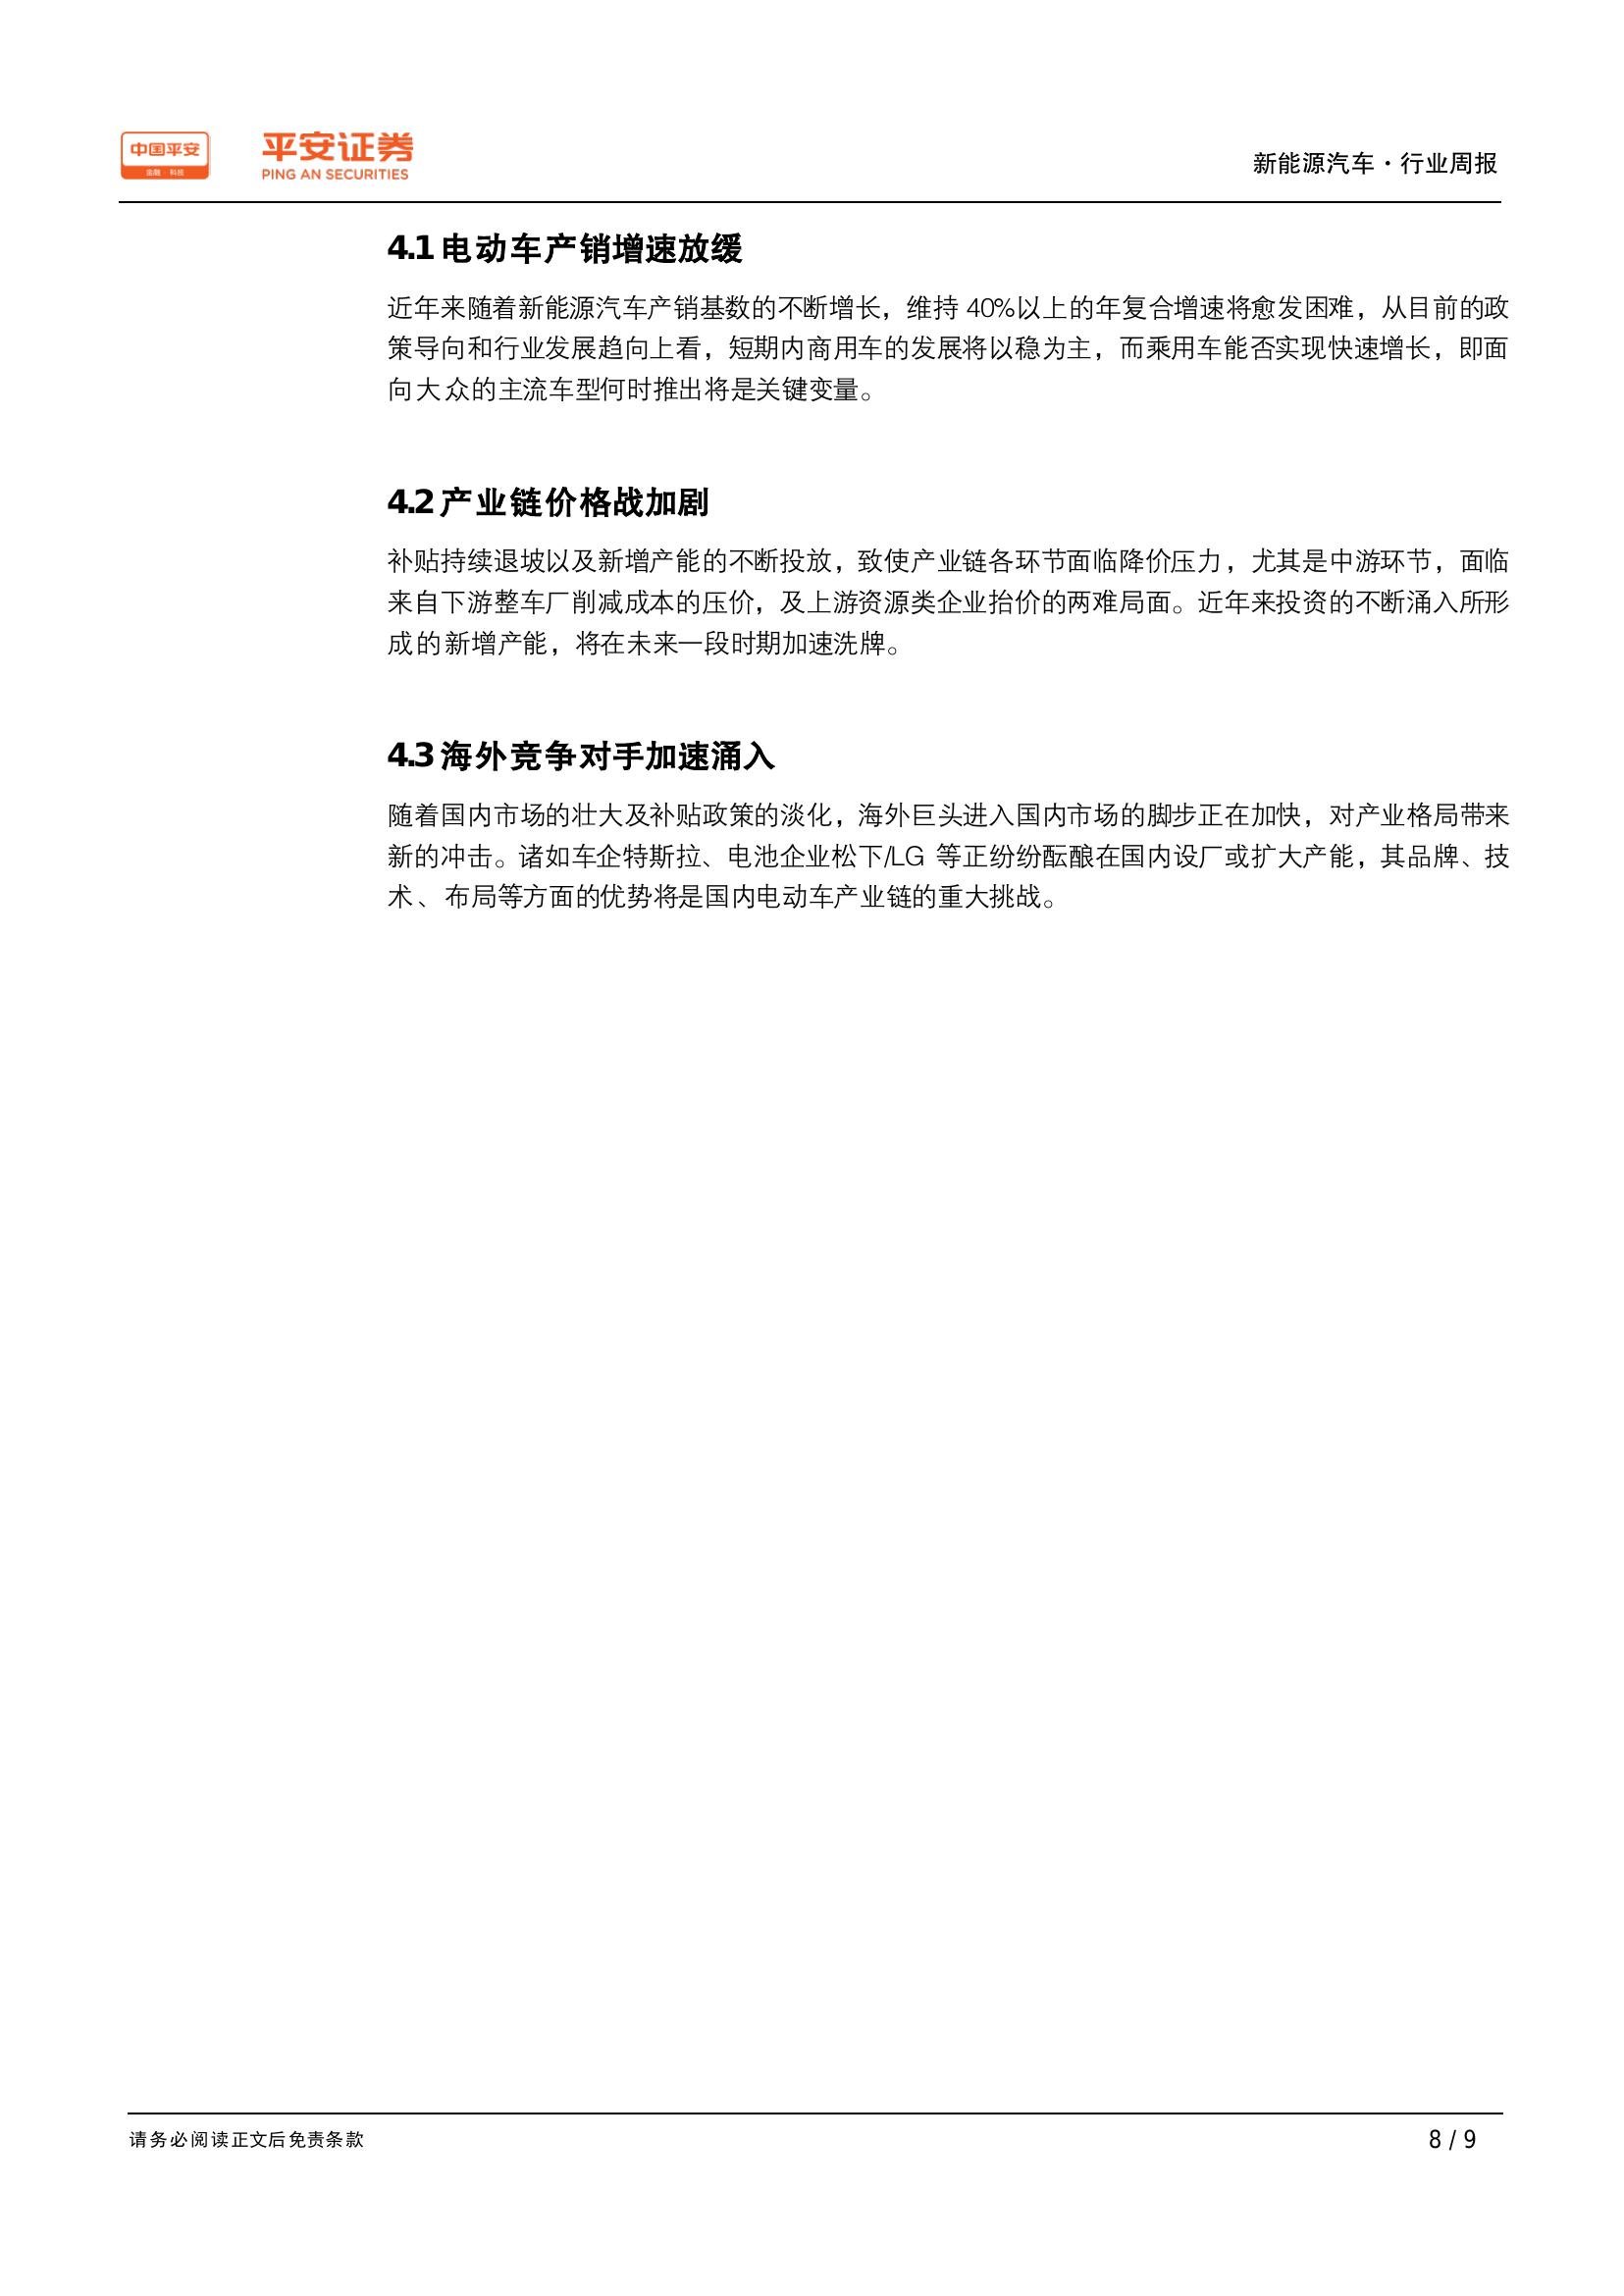 中国平安
金融·科技
平安证券
PING AN SECURITIES
新能源汽车·行业周报
4.1电动车产销增速放缓
近年来随着新能源汽车产销基数的不断增长，维持 40%以上的年复合增速将愈发困难，从目前的政
策导向和行业发展趋向上看，短期内商用车的发展将以稳为主，而乘用车能否实现快速增长，即面
向大众的主流车型何时推出将是关键变量。
4.2产业链价格战加剧
补贴持续退坡以及新增产能的不断投放，致使产业链各环节面临降价压力，尤其是中游环节，面临
来自下游整车厂削减成本的压价，及上游资源类企业抬价的两难局面。近年来投资的不断涌入所形
成的新增产能，将在未来一段时期加速洗牌。
4.3海外竞争对手加速涌入
随着国内市场的壮大及补贴政策的淡化，海外巨头进入国内市场的脚步正在加快，对产业格局带来
新的冲击。诸如车企特斯拉、电池企业松下/LG 等正纷纷酝酿在国内设厂或扩大产能，其品牌、技
术、布局等方面的优势将是国内电动车产业链的重大挑战。
请务必阅读正文后免责条款
8 / 9